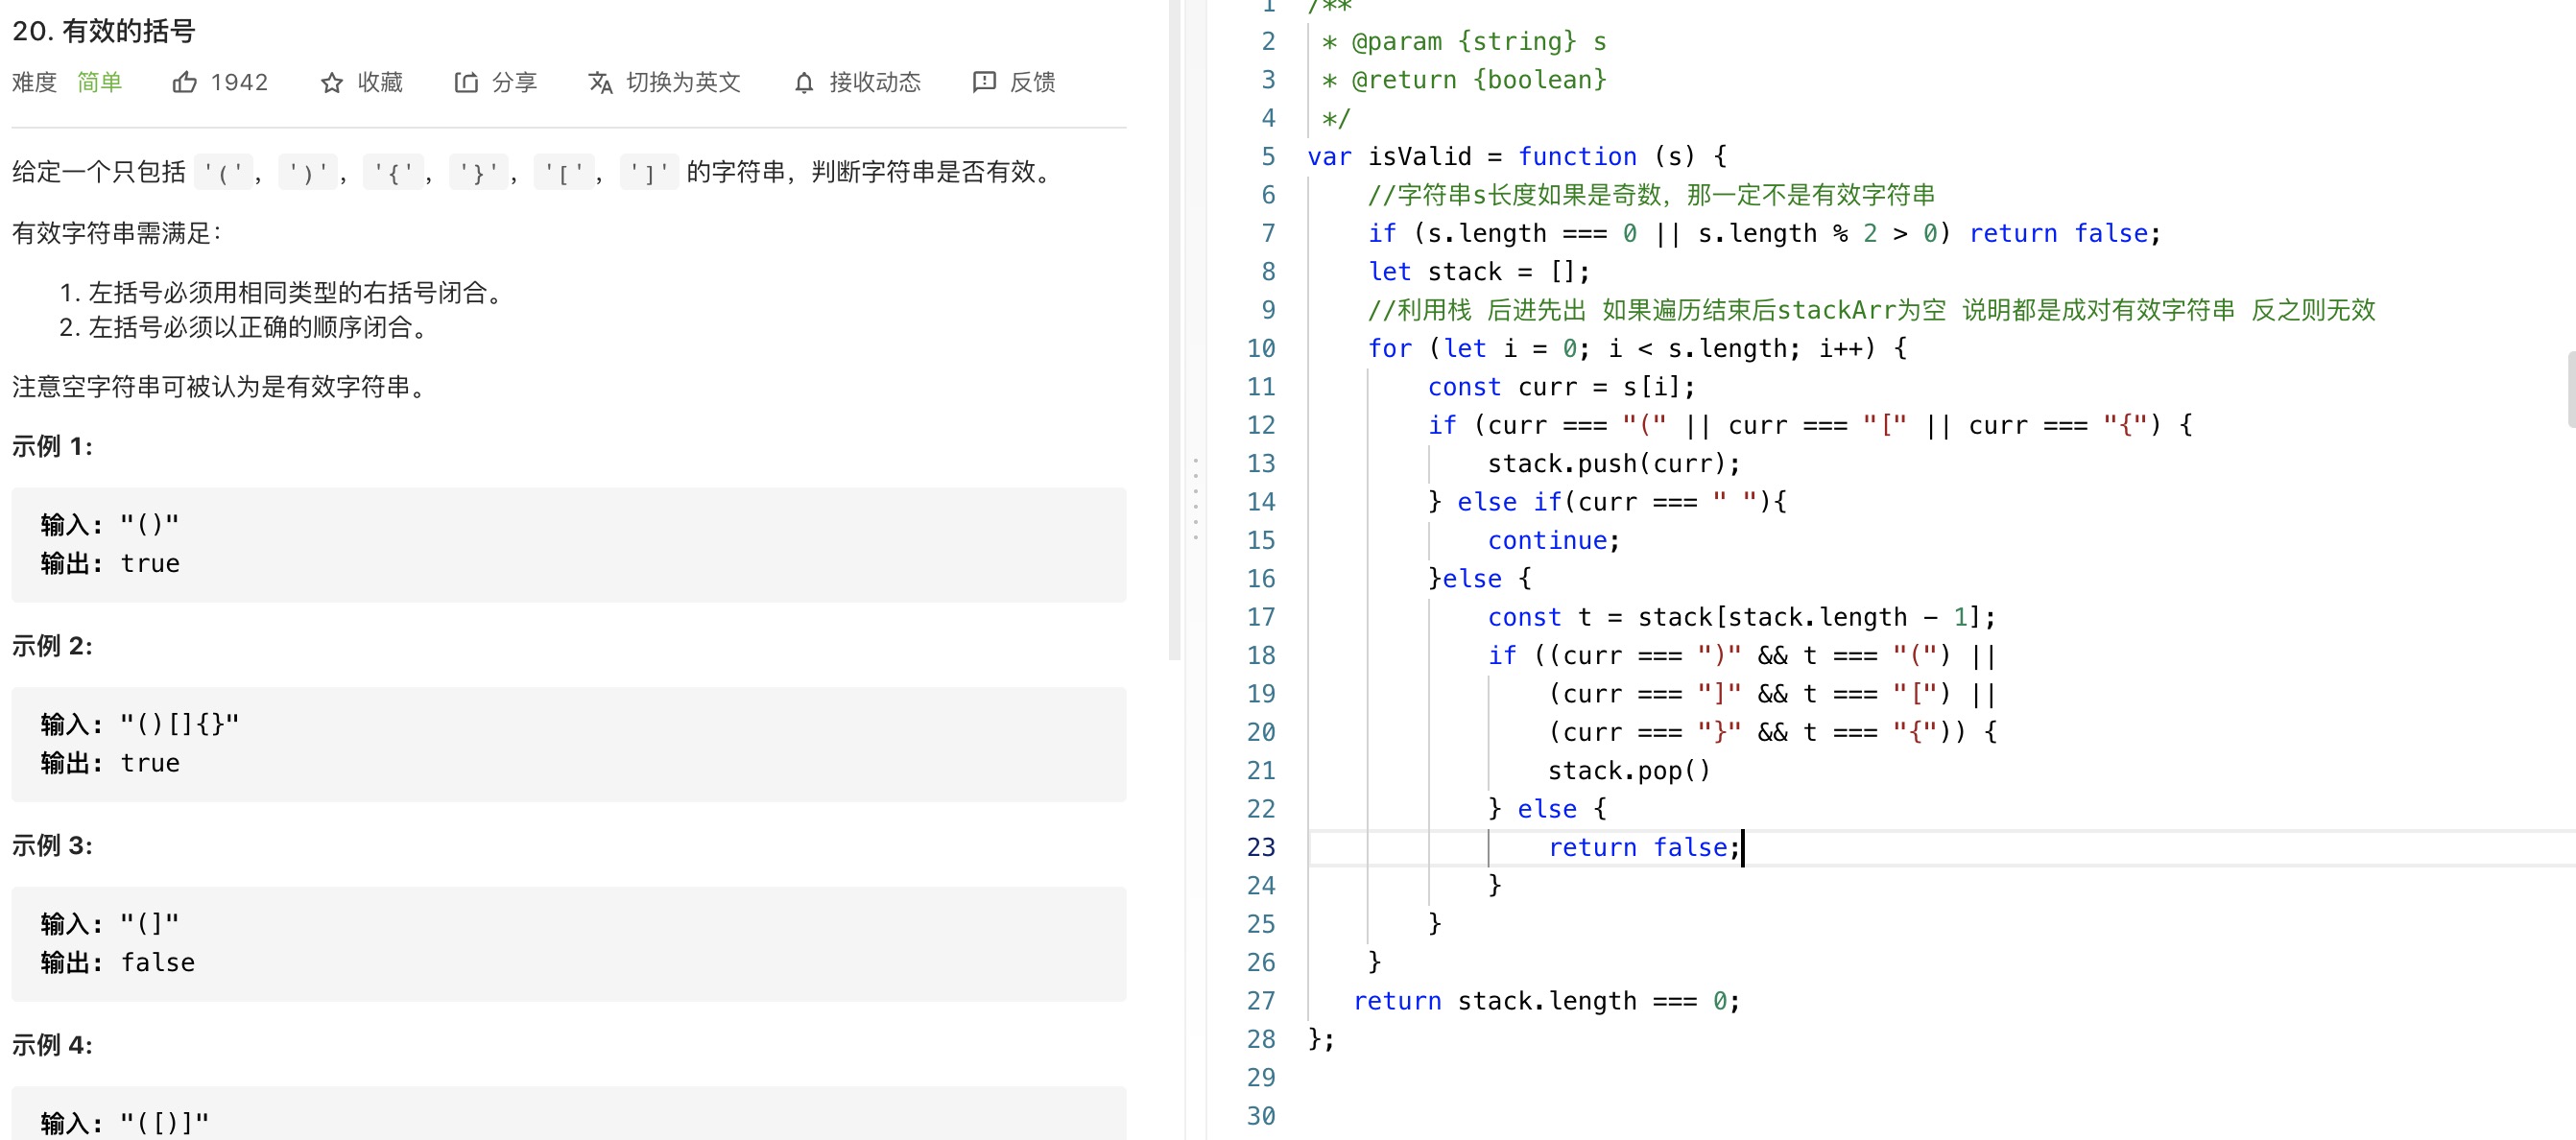 20. 有效的括号
难度 简单 1942 收藏 分享 切换为英文 接收动态 反馈
给定一个只包括 '(', ')', '{', '}', '[', ']' 的字符串，判断字符串是否有效。
有效字符串需满足：
1. 左括号必须用相同类型的右括号闭合。
2. 左括号必须以正确的顺序闭合。
注意空字符串可被认为是有效字符串。
示例 1:
输入: "()"
输出: true
示例 2:
输入: "()[]{}"
输出: true
示例 3:
输入: "(]"
输出: false
示例 4:
输入: "([)]"
1 /**
2  * @param {string} s
3  * @return {boolean}
4  */
5 var isValid = function (s) {
6     //字符串s长度如果是奇数，那一定不是有效字符串
7     if (s.length === 0 || s.length % 2 > 0) return false;
8     let stack = [];
9     //利用栈 后进先出 如果遍历结束后stackArr为空 说明都是成对有效字符串 反之则无效
10     for (let i = 0; i < s.length; i++) {
11         const curr = s[i];
12         if (curr === "(" || curr === "[" || curr === "{") {
13             stack.push(curr);
14         } else if(curr === " "){
15             continue;
16         }else {
17             const t = stack[stack.length - 1];
18             if ((curr === ")" && t === "(") ||
19                 (curr === "]" && t === "[") ||
20                 (curr === "}" && t === "{")) {
21                 stack.pop()
22             } else {
23                 return false;
24             }
25         }
26     }
27    return stack.length === 0;
28 };
29
30